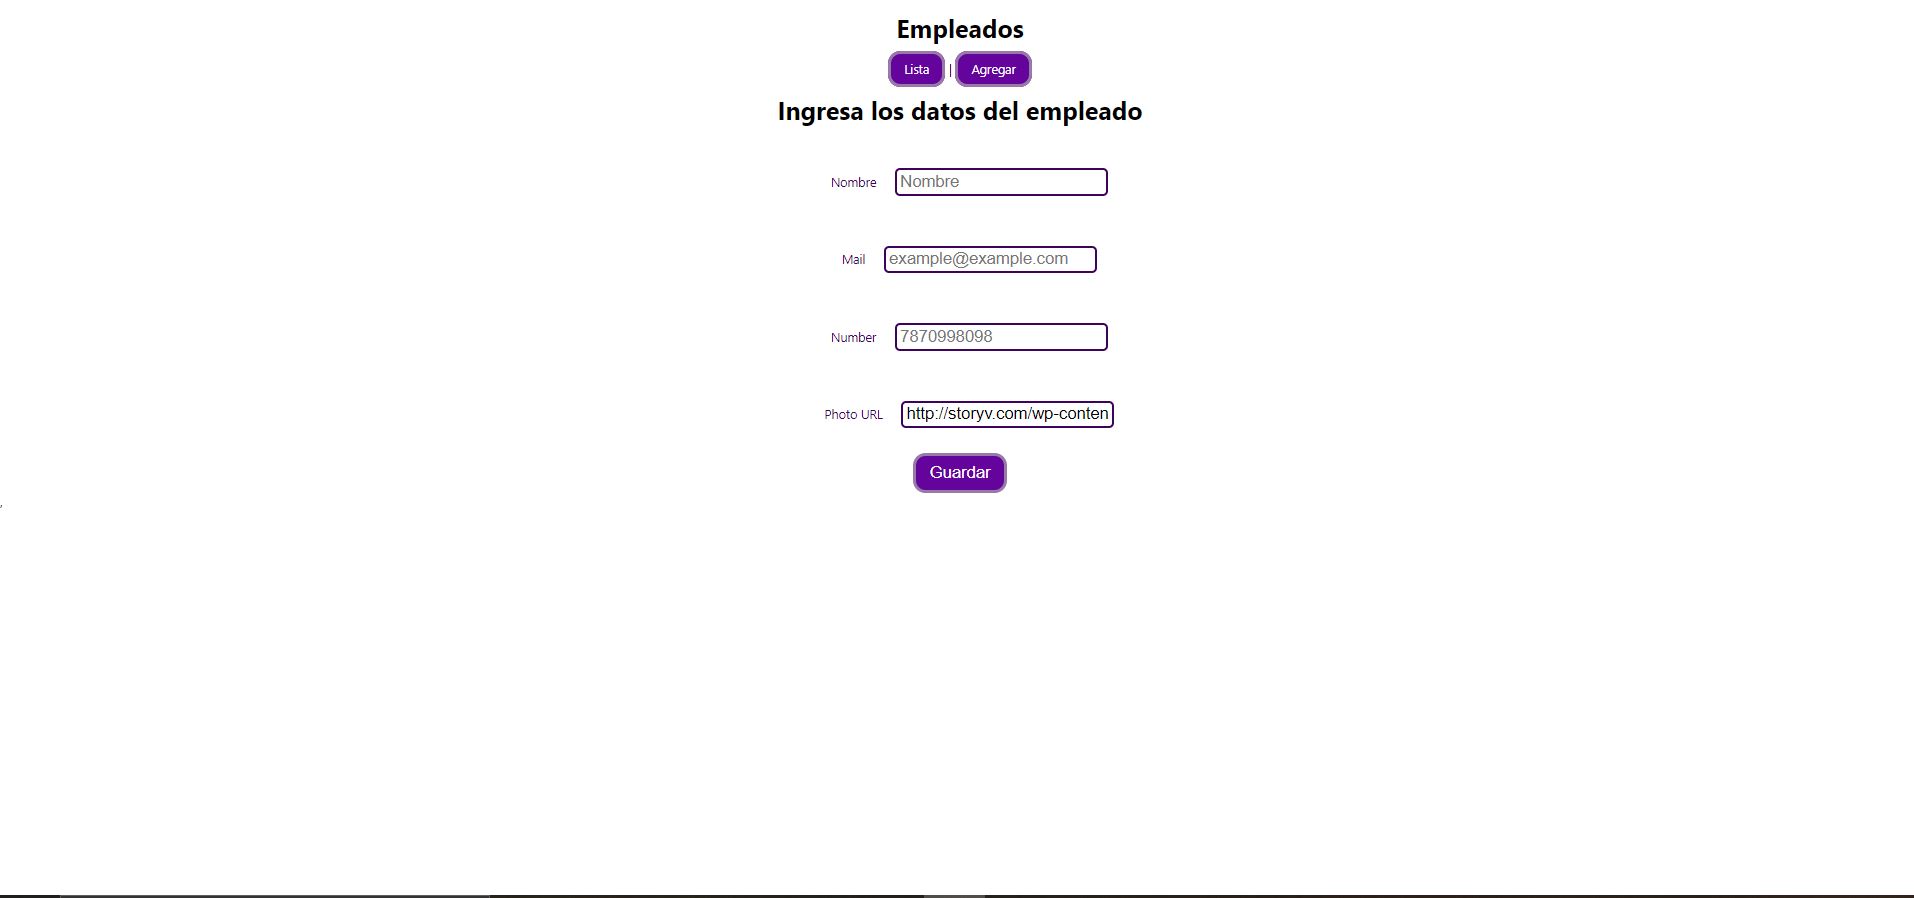 Empleados
Lista | Agregar
Ingresa los datos del empleado
Nombre Nombre
Mail example@example.com
Number 7870998098
Photo URL http://storyv.com/wp-conten
Guardar
,